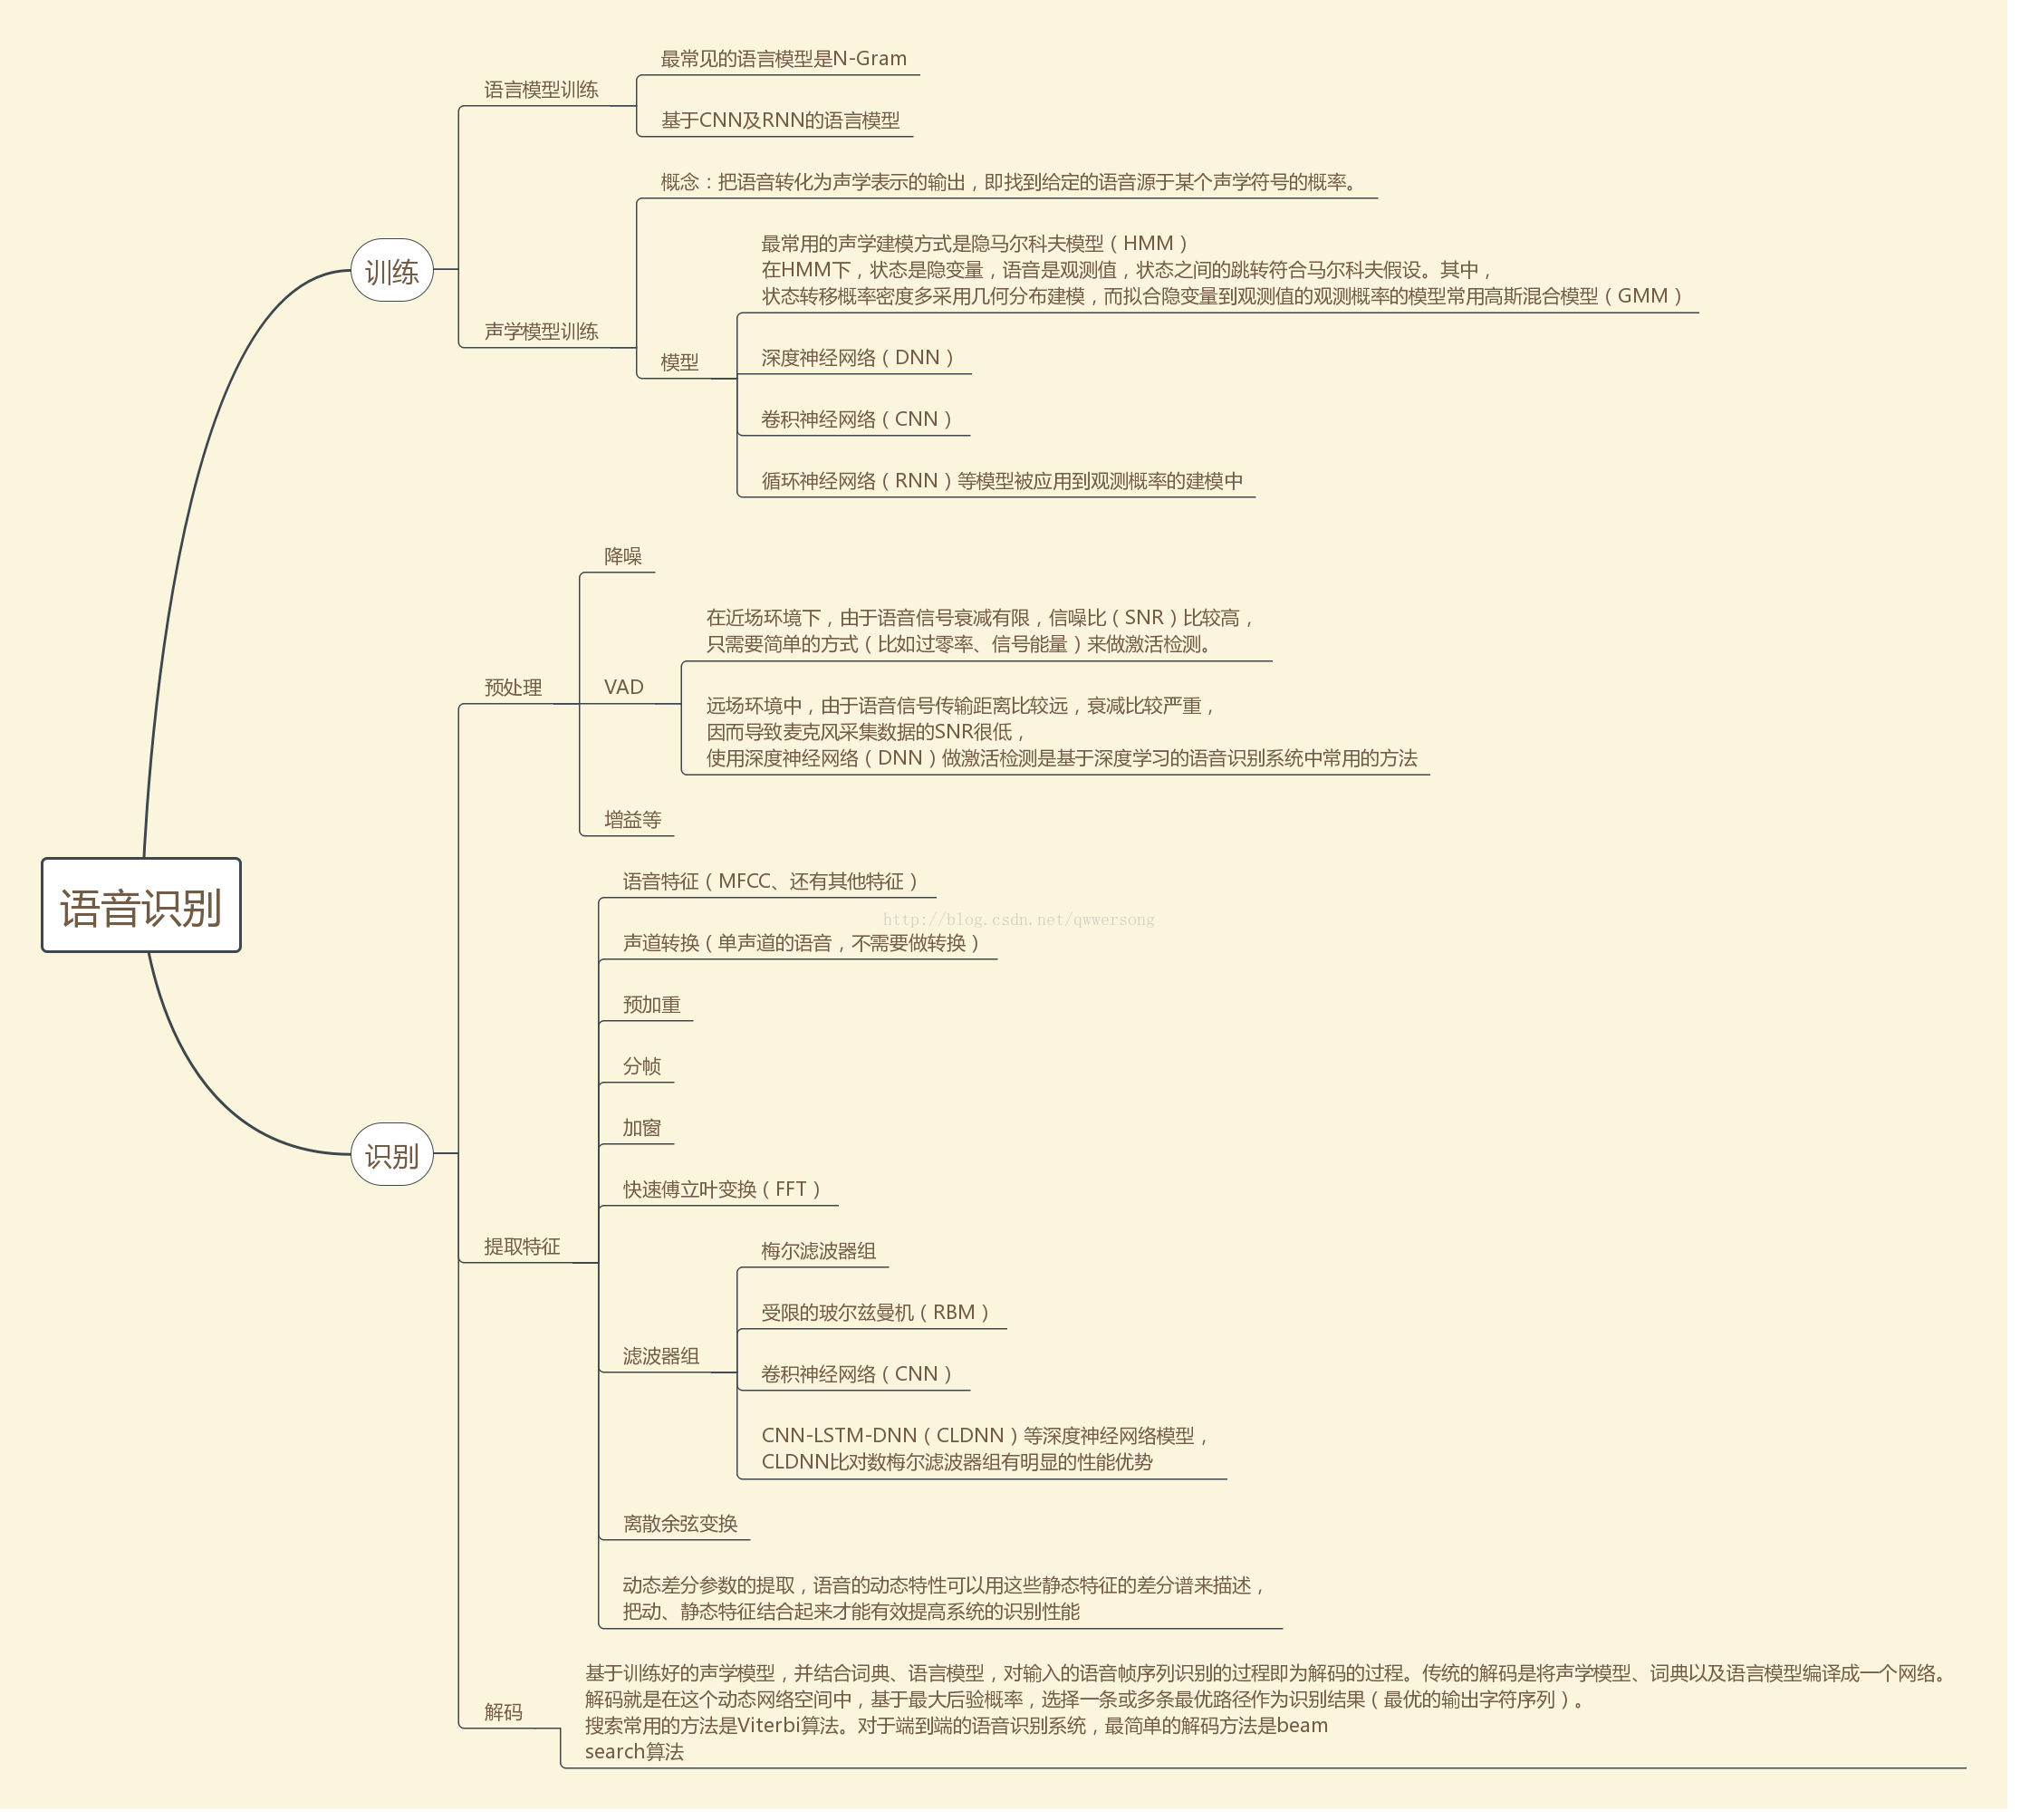 语音识别
训练
语言模型训练
最常见的语言模型是N-Gram
基于CNN及RNN的语言模型
声学模型训练
概念：把语音转化为声学表示的输出，即找到给定的语音源于某个声学符号的概率。
模型
最常用的声学建模方式是隐马尔科夫模型（HMM）
在HMM下，状态是隐变量，语音是观测值，状态之间的跳转符合马尔科夫假设。其中，
状态转移概率密度多采用几何分布建模，而拟合隐变量到观测值的观测概率的模型常用高斯混合模型（GMM）
深度神经网络（DNN）
卷积神经网络（CNN）
循环神经网络（RNN）等模型被应用到观测概率的建模中
识别
预处理
降噪
VAD
在近场环境下，由于语音信号衰减有限，信噪比（SNR）比较高，
只需要简单的方式（比如过零率、信号能量）来做激活检测。
远场环境中，由于语音信号传输距离比较远，衰减比较严重，
因而导致麦克风采集数据的SNR很低，
使用深度神经网络（DNN）做激活检测是基于深度学习的语音识别系统中常用的方法
增益等
提取特征
语音特征（MFCC、还有其他特征）
http://blog.csdn.net/qwwersong
声道转换（单声道的语音，不需要做转换）
预加重
分帧
加窗
快速傅立叶变换（FFT）
滤波器组
梅尔滤波器组
受限的玻尔兹曼机（RBM）
卷积神经网络（CNN）
CNN-LSTM-DNN（CLDNN）等深度神经网络模型，
CLDNN比对数梅尔滤波器组有明显的性能优势
离散余弦变换
动态差分参数的提取，语音的动态特性可以用这些静态特征的差分谱来描述，
把动、静态特征结合起来才能有效提高系统的识别性能
解码
基于训练好的声学模型，并结合词典、语言模型，对输入的语音帧序列识别的过程即为解码的过程。传统的解码是将声学模型、词典以及语言模型编译成一个网络。
解码就是在这个动态网络空间中，基于最大后验概率，选择一条或多条最优路径作为识别结果（最优的输出字符序列）。
搜索常用的方法是Viterbi算法。对于端到端的语音识别系统，最简单的解码方法是beam
search算法